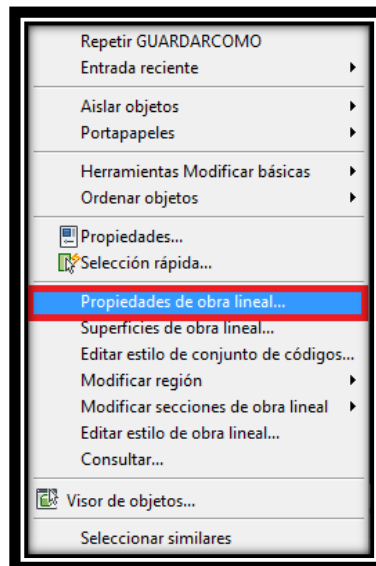 Repetir GUARDARCOMO
Entrada reciente
Aislar objetos
Portapapeles
Herramientas Modificar básicas
Ordenar objetos
Propiedades...
Selección rápida...
Propiedades de obra lineal...
Superficies de obra lineal...
Editar estilo de conjunto de códigos...
Modificar región
Modificar secciones de obra lineal
Editar estilo de obra lineal...
Consultar...
Visor de objetos...
Seleccionar similares